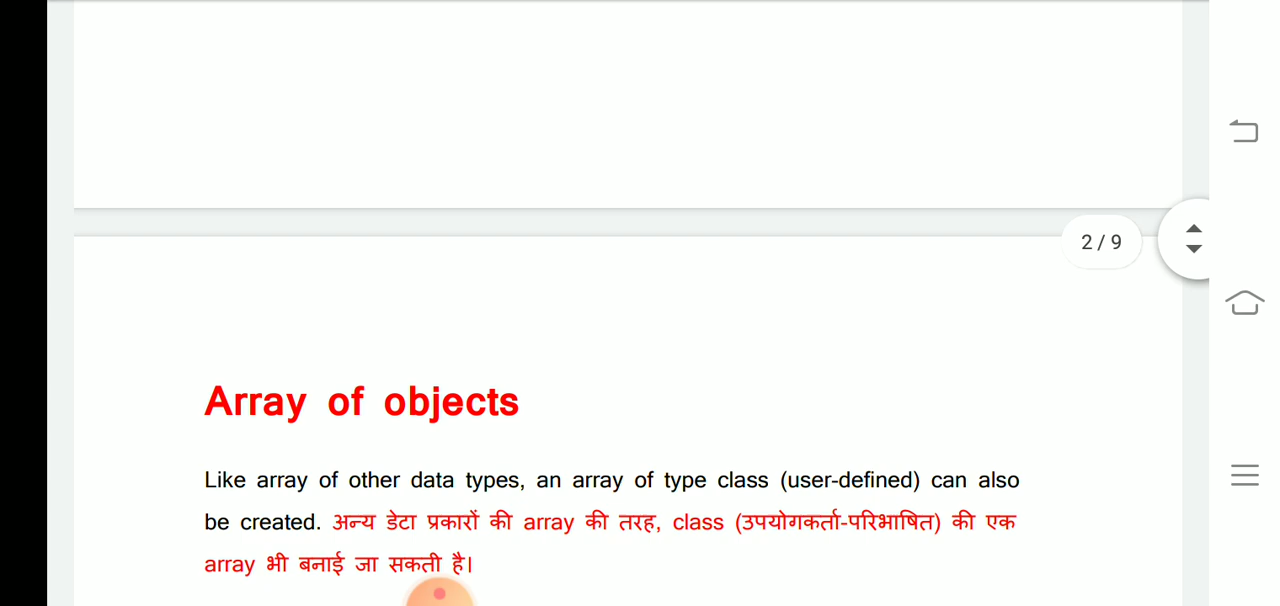 2 / 9
Array of objects
Like array of other data types, an array of type class (user-defined) can also
be created. अन्य डेटा प्रकारों की array की तरह, class (उपयोगकर्ता-परिभाषित) की एक
array भी बनाई जा सकती है।